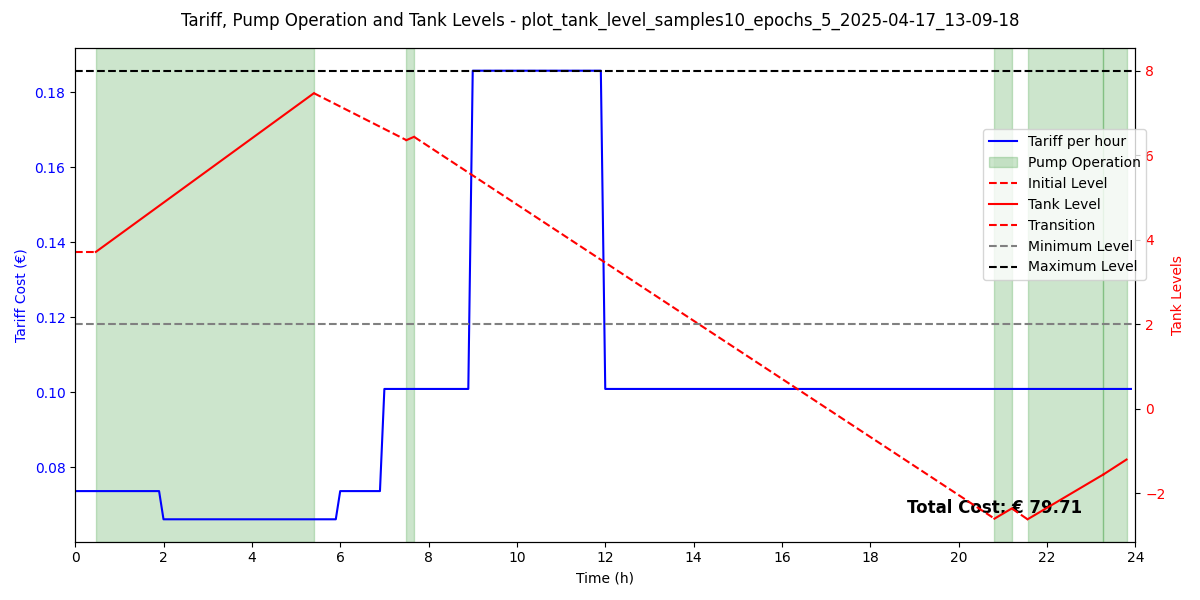 Tariff, Pump Operation and Tank Levels - plot_tank_level_samples10_epochs_5_2025-04-17_13-09-18
Tariff Cost (€)
0.18
0.16
0.14
0.12
0.10
0.08
8
6
4
2
0
−2
Tank Levels
Tariff per hour
Pump Operation
Initial Level
Tank Level
Transition
Minimum Level
Maximum Level
Total Cost: € 79.71
0 2 4 6 8 10 12 14 16 18 20 22 24
Time (h)